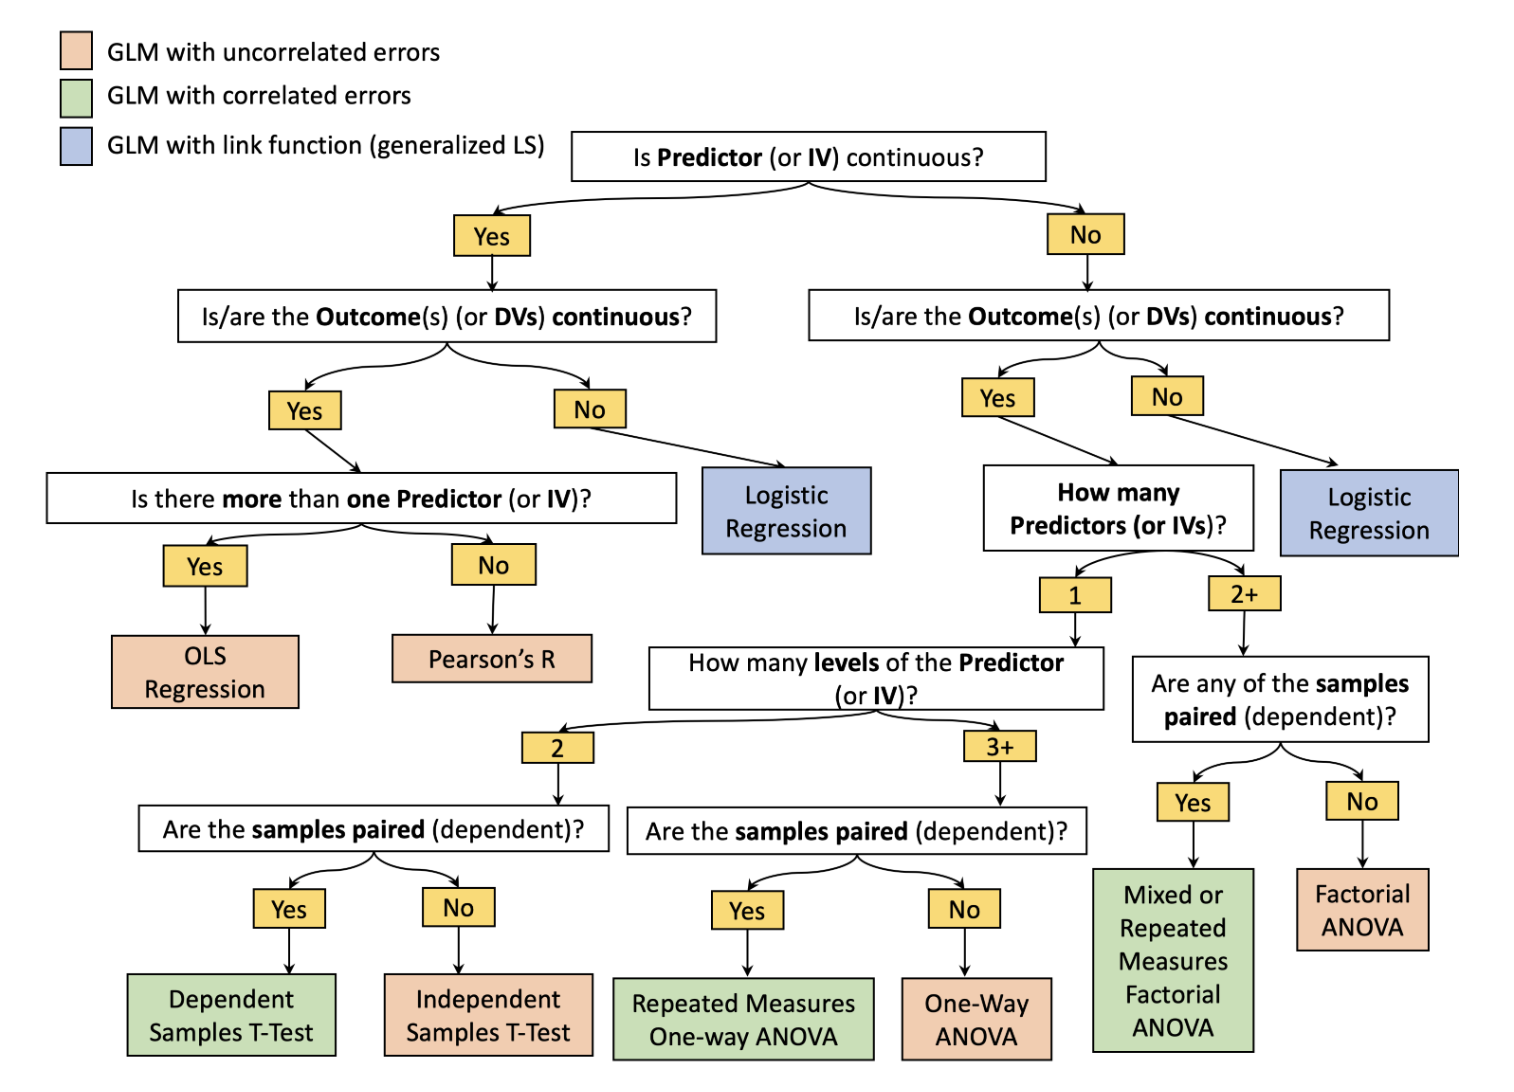 GLM with uncorrelated errors
GLM with correlated errors
GLM with link function (generalized LS)
Is Predictor (or IV) continuous?
Yes
No
Is/are the Outcome(s) (or DVs) continuous?
Is/are the Outcome(s) (or DVs) continuous?
Yes
No
Yes
No
Is there more than one Predictor (or IV)?
Logistic
Regression
How many
Predictors (or IVs)?
Logistic
Regression
Yes
No
1
2+
OLS
Regression
Pearson’s R
How many levels of the Predictor
(or IV)?
Are any of the samples
paired (dependent)?
2
3+
Yes
No
Are the samples paired (dependent)?
Are the samples paired (dependent)?
Yes
No
Yes
No
Mixed or
Repeated
Measures
Factorial
ANOVA
Factorial
ANOVA
Dependent
Samples T-Test
Independent
Samples T-Test
Repeated Measures
One-way ANOVA
One-Way
ANOVA